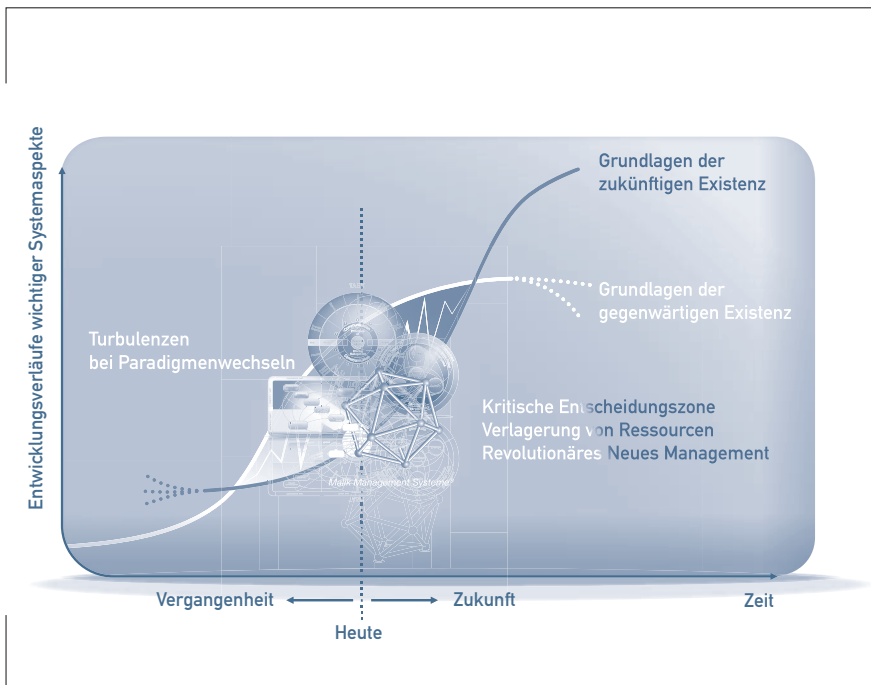 Entwicklungsverläufe wichtiger Systemaspekte
Grundlagen der
zukünftigen Existenz
Grundlagen der
gegenwärtigen Existenz
Turbulenzen
bei Paradigmenwechseln
Kritische Entscheidungszone
Verlagerung von Ressourcen
Revolutionäres Neues Management
Malik Management Systeme®
Vergangenheit
Zukunft
Zeit
Heute